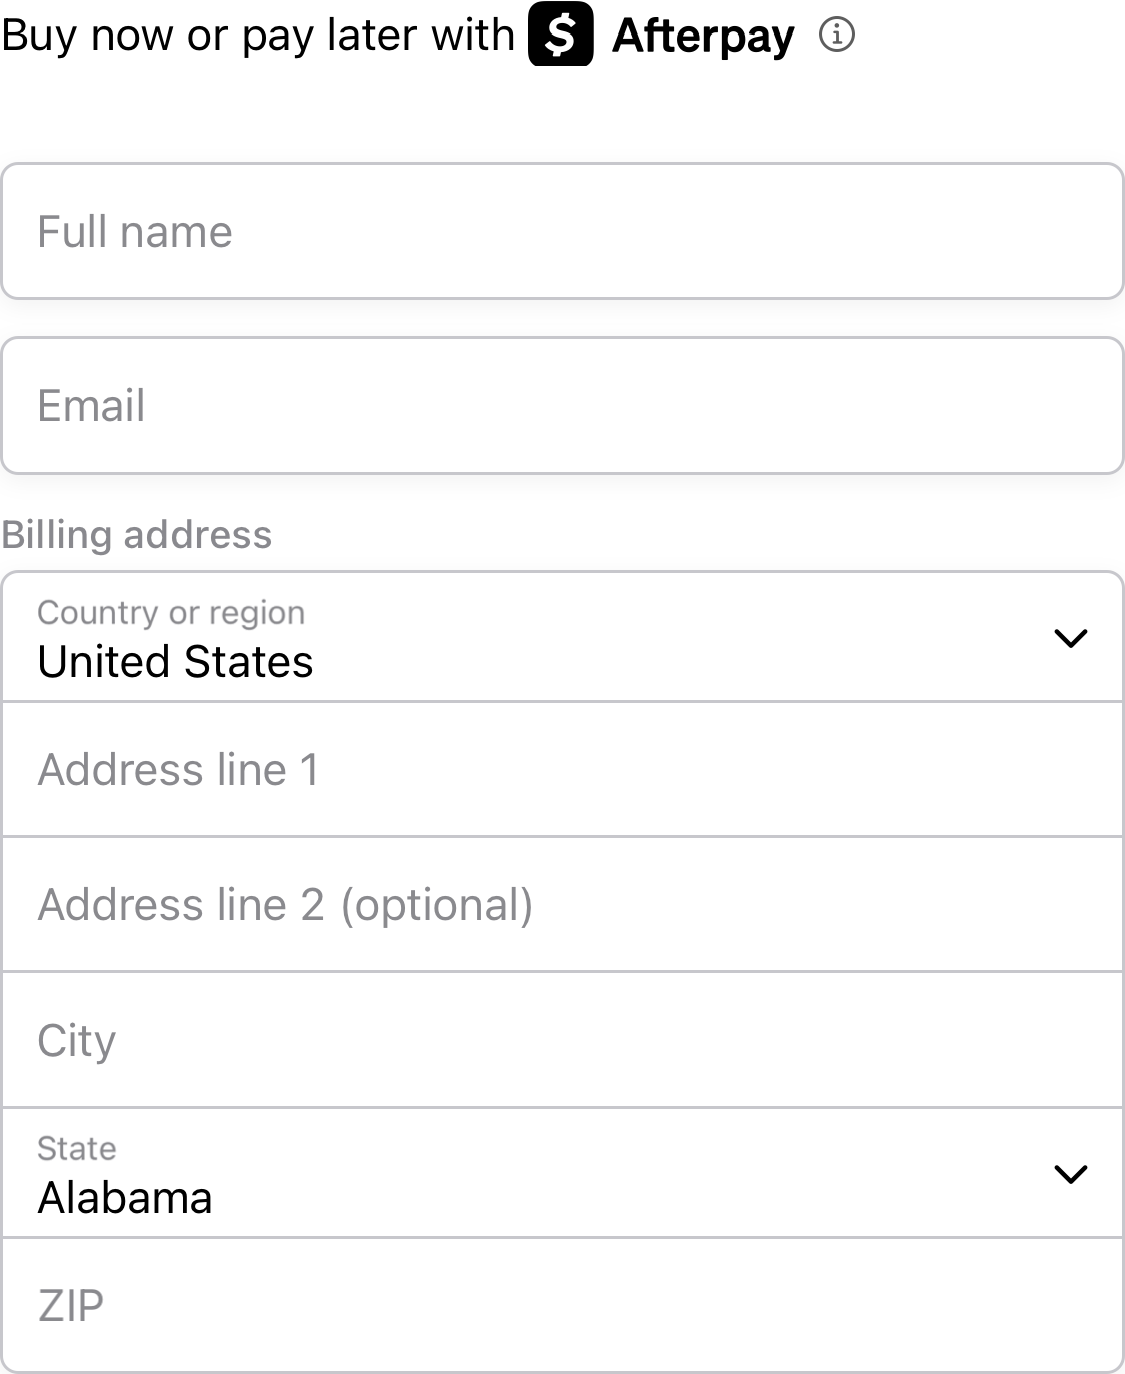 Buy now or pay later with $ Afterpay
Full name
Email
Billing address
Country or region
United States
Address line 1
Address line 2 (optional)
City
State
Alabama
ZIP